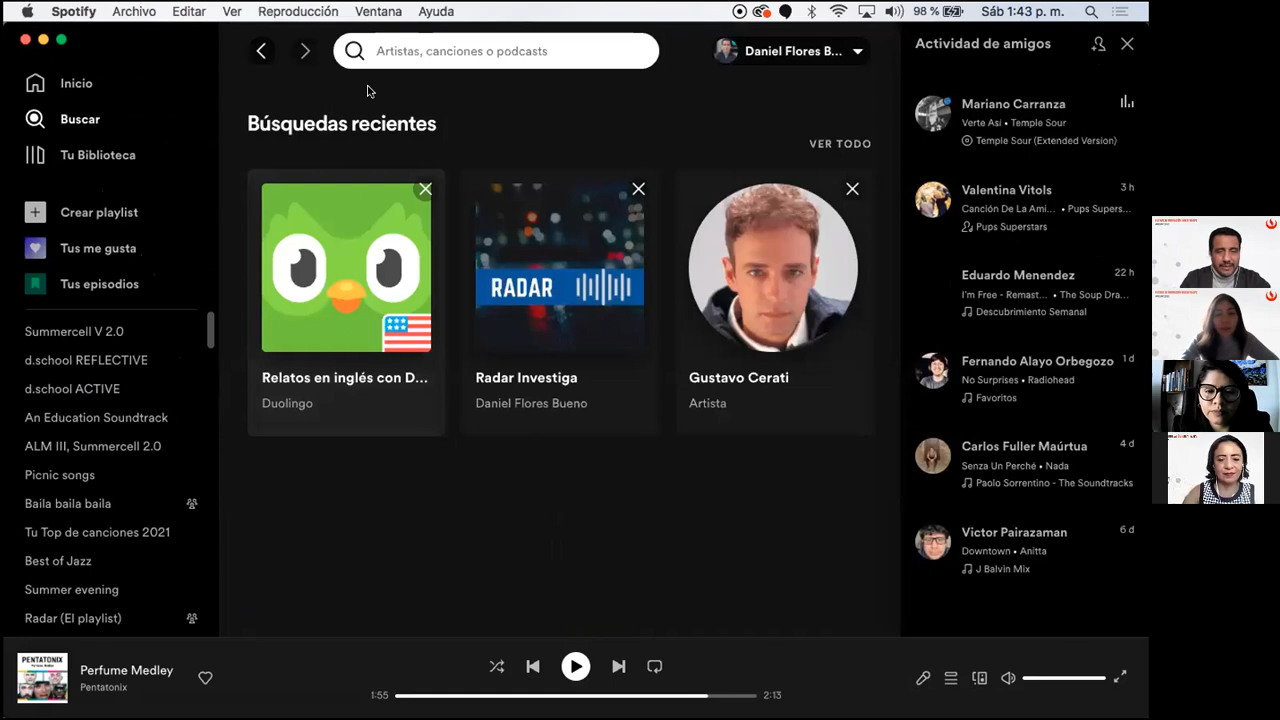 Spotify Archivo Editar Ver Reproducción Ventana Ayuda
98 % Sáb 1:43 p. m.
Inicio
Buscar
Tu Biblioteca
Crear playlist
Tus me gusta
Tus episodios
Summercell V 2.0
d.school REFLECTIVE
d.school ACTIVE
An Education Soundtrack
ALM III, Summercell 2.0
Picnic songs
Baila baila baila
Tu Top de canciones 2021
Best of Jazz
Summer evening
Radar (El playlist)
Artistas, canciones o podcasts
Daniel Flores B...
Búsquedas recientes
VER TODO
RADAR
Relatos en inglés con D...
Duolingo
Radar Investiga
Daniel Flores Bueno
Gustavo Cerati
Artista
Actividad de amigos
Mariano Carranza
Verte Así • Temple Sour
Temple Sour (Extended Version)
Valentina Vitols 3 h
Canción De La Ami... • Pups Supers...
Pups Superstars
Eduardo Menendez 22 h
I'm Free - Remast... • The Soup Dra...
Descubrimiento Semanal
Fernando Alayo Orbegozo 1 d
No Surprises • Radiohead
Favoritos
Carlos Fuller Maúrtua 4 d
Senza Un Perché • Nada
Paolo Sorrentino - The Soundtracks
Victor Pairazaman 6 d
Downtown • Anitta
J Balvin Mix
PENTATONIX
Perfume Medley
Pentatonix
1:55
2:13